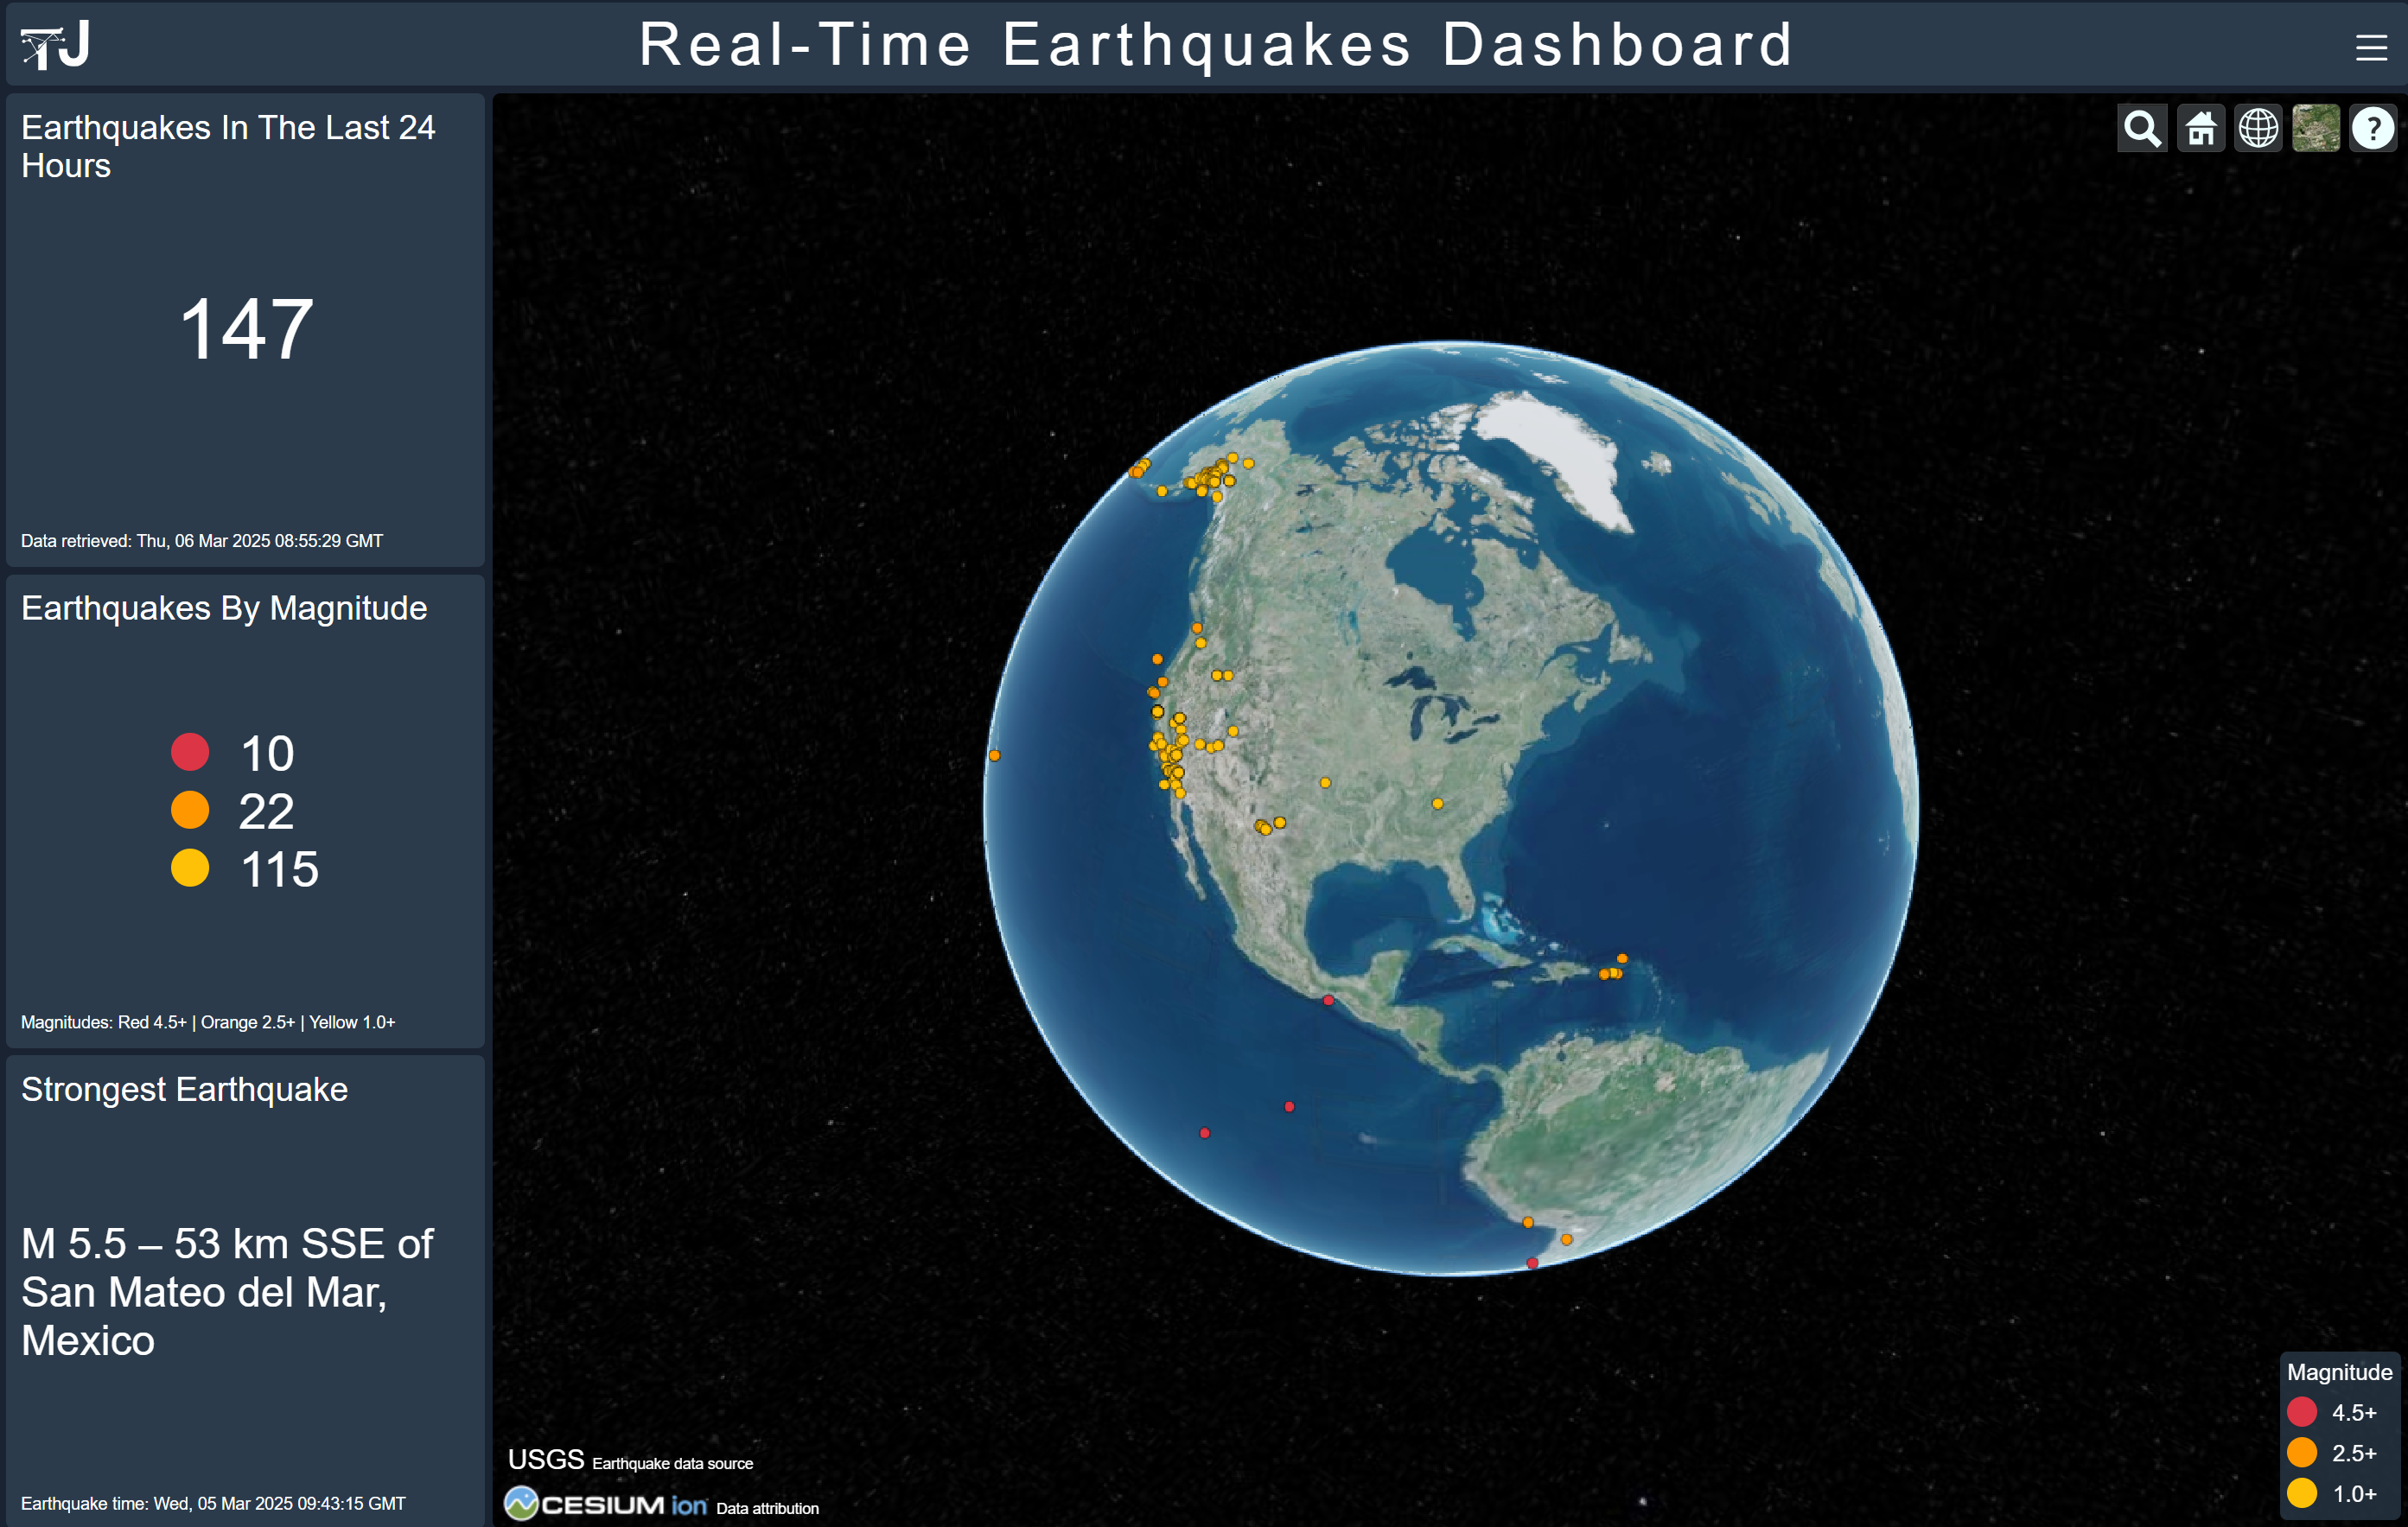 TJ
Real-Time Earthquakes Dashboard
Earthquakes In The Last 24
Hours
147
Data retrieved: Thu, 06 Mar 2025 08:55:29 GMT
Earthquakes By Magnitude
10
22
115
Magnitudes: Red 4.5+ | Orange 2.5+ | Yellow 1.0+
Strongest Earthquake
M 5.5 – 53 km SSE of
San Mateo del Mar,
Mexico
Earthquake time: Wed, 05 Mar 2025 09:43:15 GMT
?
USGS Earthquake data source
CESIUM ion Data attribution
Magnitude
4.5+
2.5+
1.0+